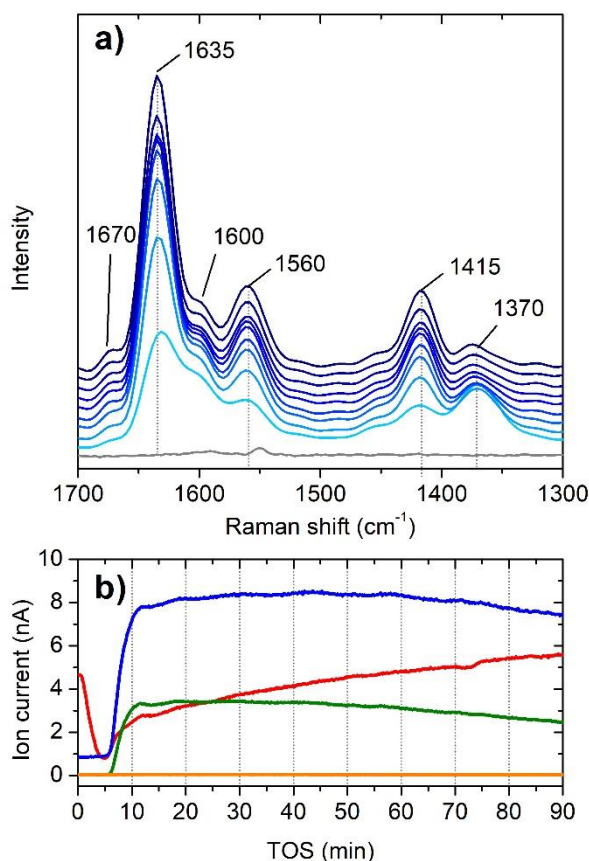 a)
1635
1670
1600
1560
1415
1370
Intensity
1700 1600 1500 1400 1300
Raman shift (cm⁻¹)
b)
Ion current (nA)
10
8
6
4
2
0
0 10 20 30 40 50 60 70 80 90
TOS (min)